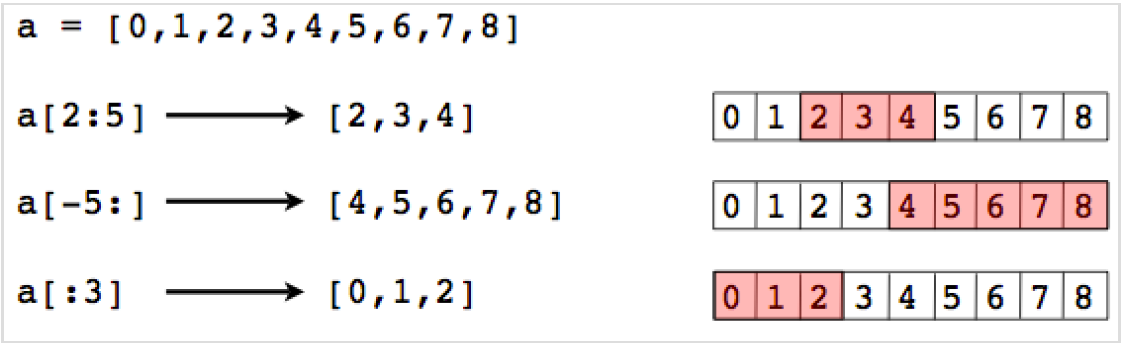 a = [0,1,2,3,4,5,6,7,8]
a[2:5] → [2,3,4] 0 1 2 3 4 5 6 7 8
a[-5:] → [4,5,6,7,8] 0 1 2 3 4 5 6 7 8
a[:3] → [0,1,2] 0 1 2 3 4 5 6 7 8